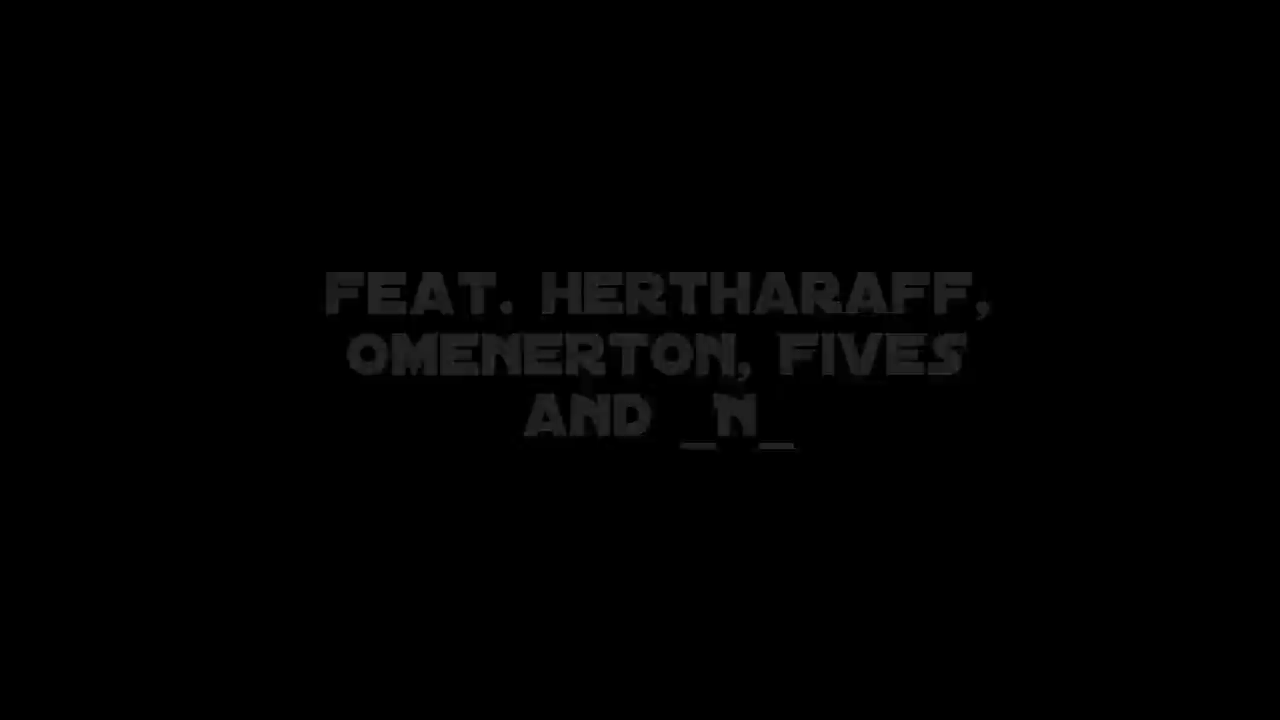 FEAT. HERTHARAFF,
OMENERTON, FIVES
AND _N_